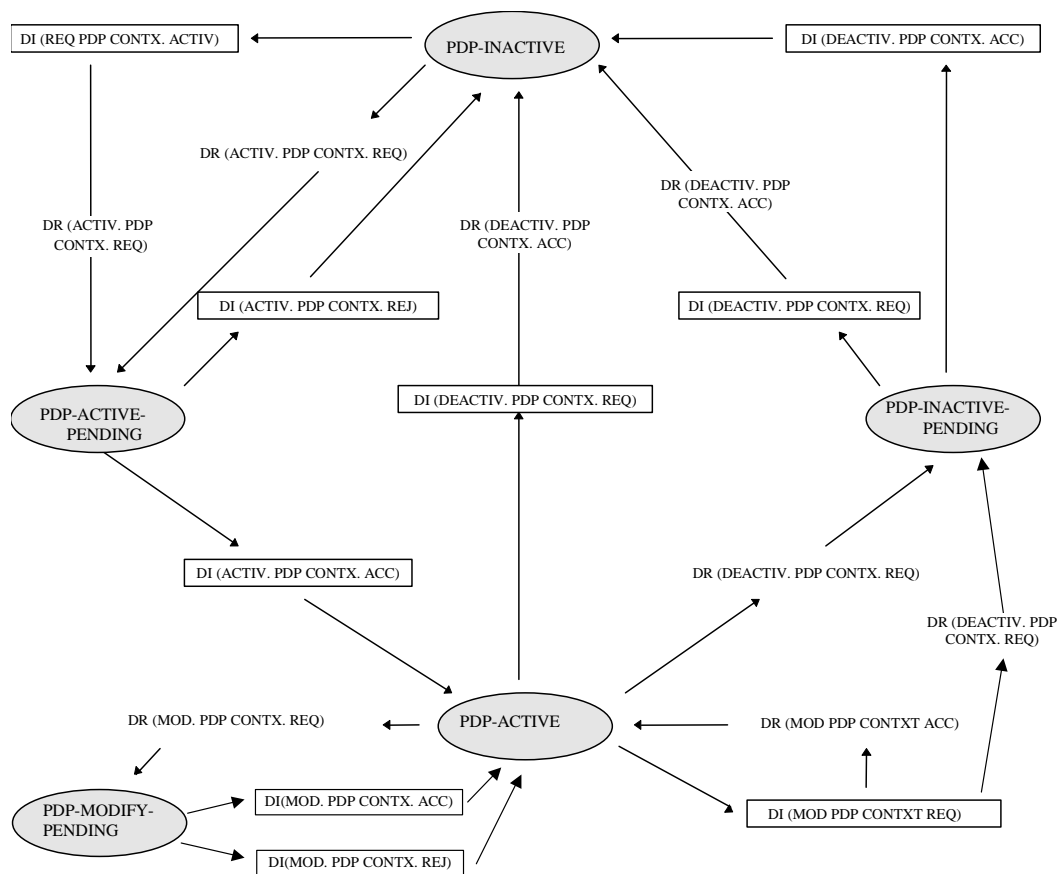 DI (REQ PDP CONTX. ACTIV)
PDP-INACTIVE
DI (DEACTIV. PDP CONTX. ACC)
DR (ACTIV. PDP CONTX. REQ)
DR (DEACTIV. PDP
CONTX. ACC)
DR (ACTIV. PDP
CONTX. REQ)
DR (DEACTIV. PDP
CONTX. ACC)
DI (ACTIV. PDP CONTX. REJ)
DI (DEACTIV. PDP CONTX. REQ)
PDP-ACTIVE-
PENDING
DI (DEACTIV. PDP CONTX. REQ)
PDP-INACTIVE-
PENDING
DI (ACTIV. PDP CONTX. ACC)
DR (DEACTIV. PDP CONTX. REQ)
DR (DEACTIV. PDP
CONTX. REQ)
DR (MOD. PDP CONTX. REQ)
PDP-ACTIVE
DR (MOD PDP CONTXT ACC)
PDP-MODIFY-
PENDING
DI(MOD. PDP CONTX. ACC)
DI (MOD PDP CONTXT REQ)
DI(MOD. PDP CONTX. REJ)